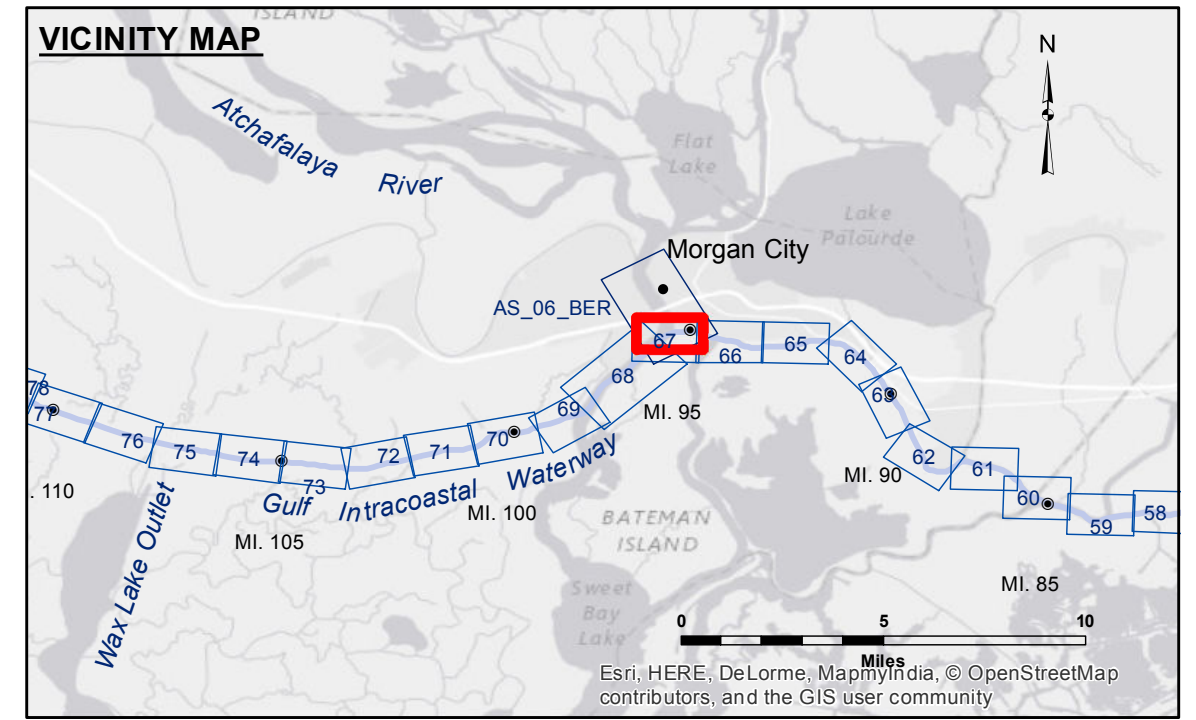 ISLAND
VICINITY MAP
N
Atchafalaya
River
Flat
Lake
Lake
Palourde
Morgan City
AS_06_BER
67
66
65
64
63
62
61
60
59
58
68
69
70
71
72
73
74
75
76
77
78
MI. 95
MI. 90
MI. 85
MI. 100
MI. 105
. 110
Gulf Intracoastal Waterway
Wax Lake Outlet
BATEMAN
ISLAND
Sweet
Bay
Lake
0 5 10
Miles
Esri, HERE, DeLorme, MapmyIndia, © OpenStreetMap
contributors, and the GIS user community